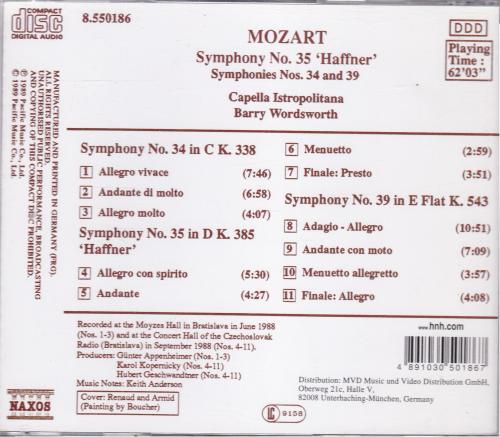 COMPACT
disc
DIGITAL AUDIO
8.550186
DDD
Playing
Time :
62'03"
MOZART
Symphony No. 35 'Haffner'
Symphonies Nos. 34 and 39
Capella Istropolitana
Barry Wordsworth
Symphony No. 34 in C K. 338
1 Allegro vivace (7:46)
2 Andante di molto (6:58)
3 Allegro molto (4:07)
Symphony No. 35 in D K. 385
'Haffner'
4 Allegro con spirito (5:30)
5 Andante (4:27)
6 Menuetto (2:59)
7 Finale: Presto (3:51)
Symphony No. 39 in E Flat K. 543
8 Adagio - Allegro (10:51)
9 Andante con moto (7:09)
10 Menuetto allegretto (3:57)
11 Finale: Allegro (4:08)
Recorded at the Moyzes Hall in Bratislava in June 1988
(Nos. 1-3) and at the Concert Hall of the Czechoslovak
Radio (Bratislava) in September 1988 (Nos. 4-11).
Producers: Günter Appenheimer (Nos. 1-3)
Karol Kopernicky (Nos. 4-11)
Hubert Geschwandtner (Nos. 4-11)
Music Notes: Keith Anderson
Cover: Renaud and Armid
(Painting by Boucher)
LC 9158
www.hnh.com
4 891030 501867
Distribution: MVD Music und Video Distribution GmbH,
Oberweg 21c, Halle V,
82008 Unterhaching-München, Germany
NAXOS
MANUFACTURED AND PRINTED IN GERMANY (FRG).
ALL RIGHTS RESERVED.
UNAUTHORISED PUBLIC PERFORMANCE, BROADCASTING
AND COPYING OF THIS COMPACT DISC PROHIBITED.
℗ 1989 Pacific Music Co., Ltd.
© 1989 Pacific Music Co., Ltd.